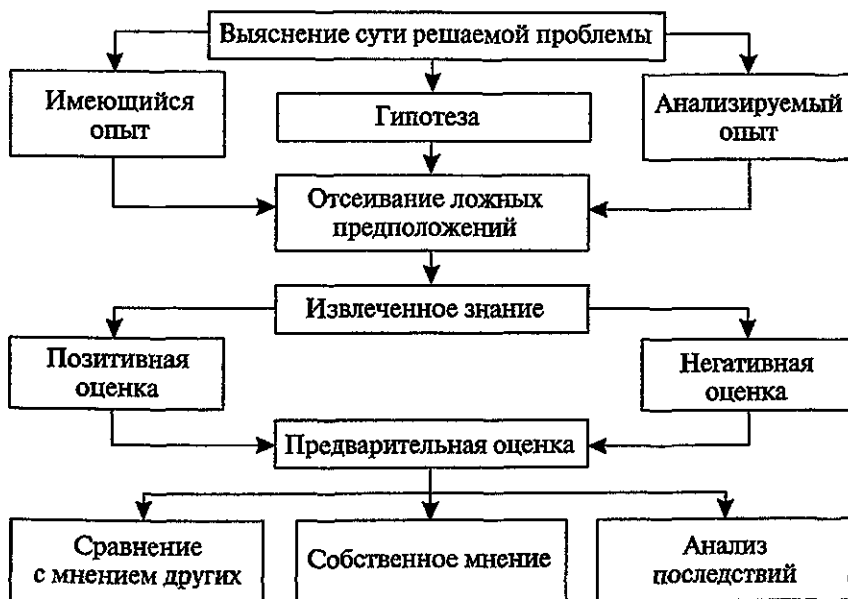 Выяснение сути решаемой проблемы
Имеющийся
опыт
Гипотеза
Анализируемый
опыт
Отсеивание ложных
предположений
Извлеченное знание
Позитивная
оценка
Негативная
оценка
Предварительная оценка
Сравнение
с мнением других
Собственное мнение
Анализ
последствий